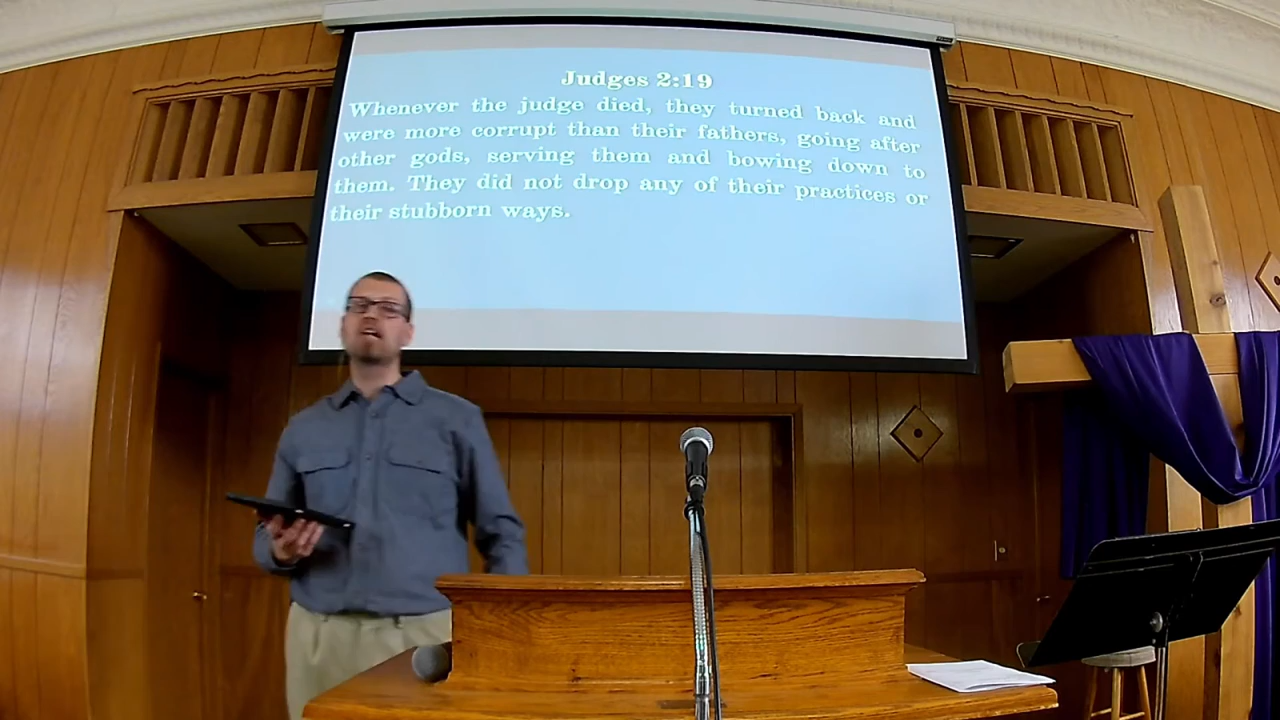 Judges 2:19
Whenever the judge died, they turned back and
were more corrupt than their fathers, going after
other gods, serving them and bowing down to
them. They did not drop any of their practices or
their stubborn ways.